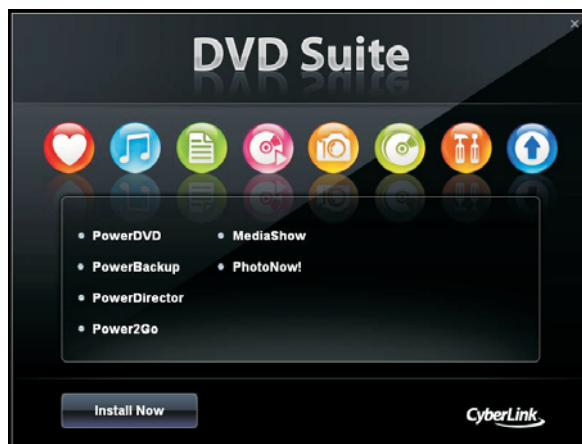 DVD Suite
PowerDVD
PowerBackup
PowerDirector
Power2Go
MediaShow
PhotoNow!
Install Now
CyberLink